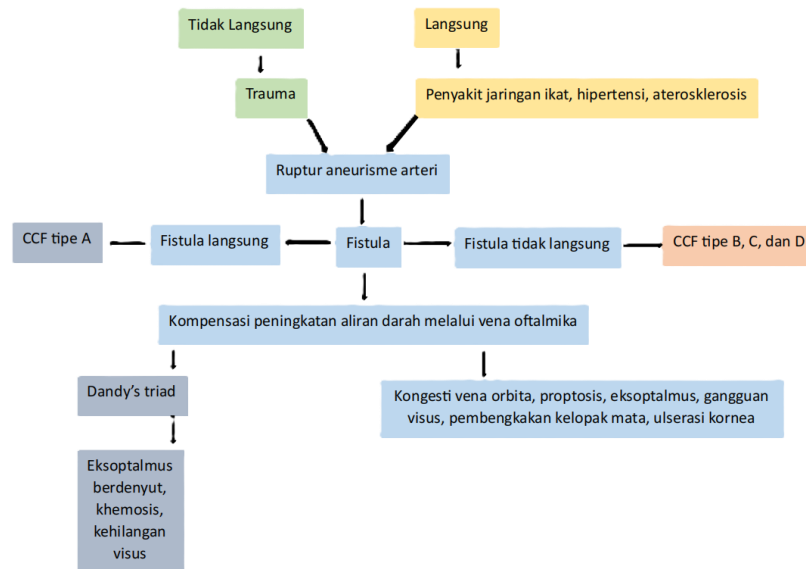 Tidak Langsung
Langsung
Trauma
Penyakit jaringan ikat, hipertensi, aterosklerosis
Ruptur aneurisme arteri
CCF tipe A
Fistula langsung
Fistula
Fistula tidak langsung
CCF tipe B, C, dan D
Kompensasi peningkatan aliran darah melalui vena oftalmika
Dandy’s triad
Kongesti vena orbita, proptosis, eksoptalmus, gangguan
visus, pembengkakan kelopak mata, ulserasi kornea
Eksoptalmus
berdenyut,
khemosis,
kehilangan
visus